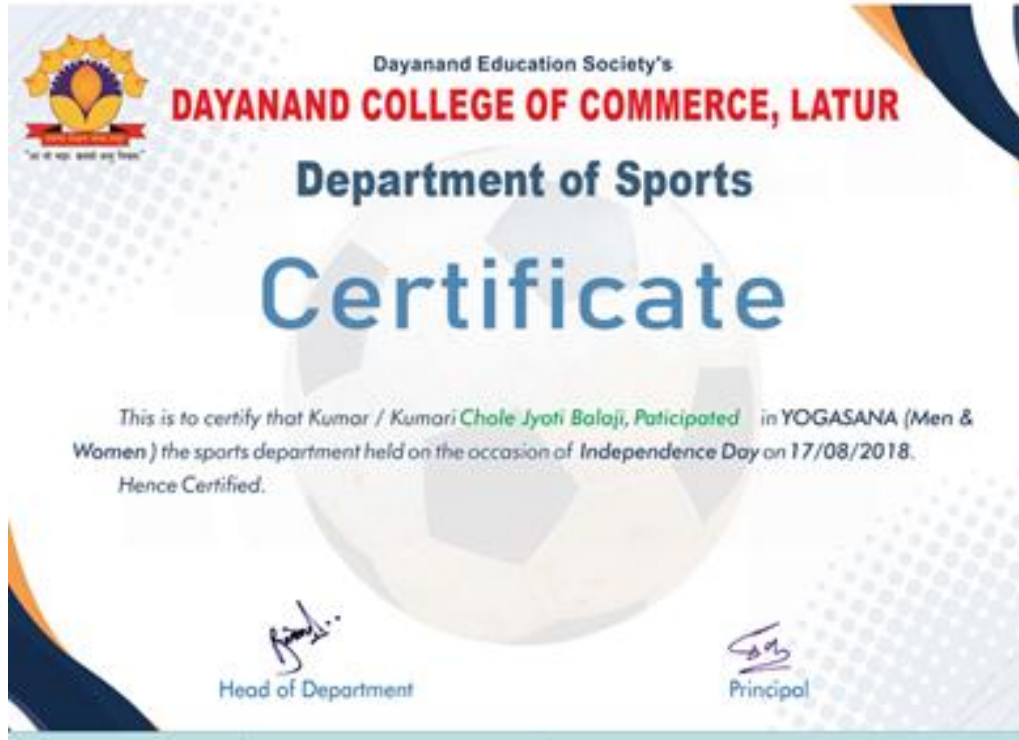 Dayanand Education Society's
DAYANAND COLLEGE OF COMMERCE, LATUR
Department of Sports
Certificate
This is to certify that Kumar / Kumari Chole Jyoti Balaji, Paticipated in YOGASANA (Men &
Women ) the sports department held on the occasion of Independence Day on 17/08/2018.
Hence Certified.
Head of Department
Principal